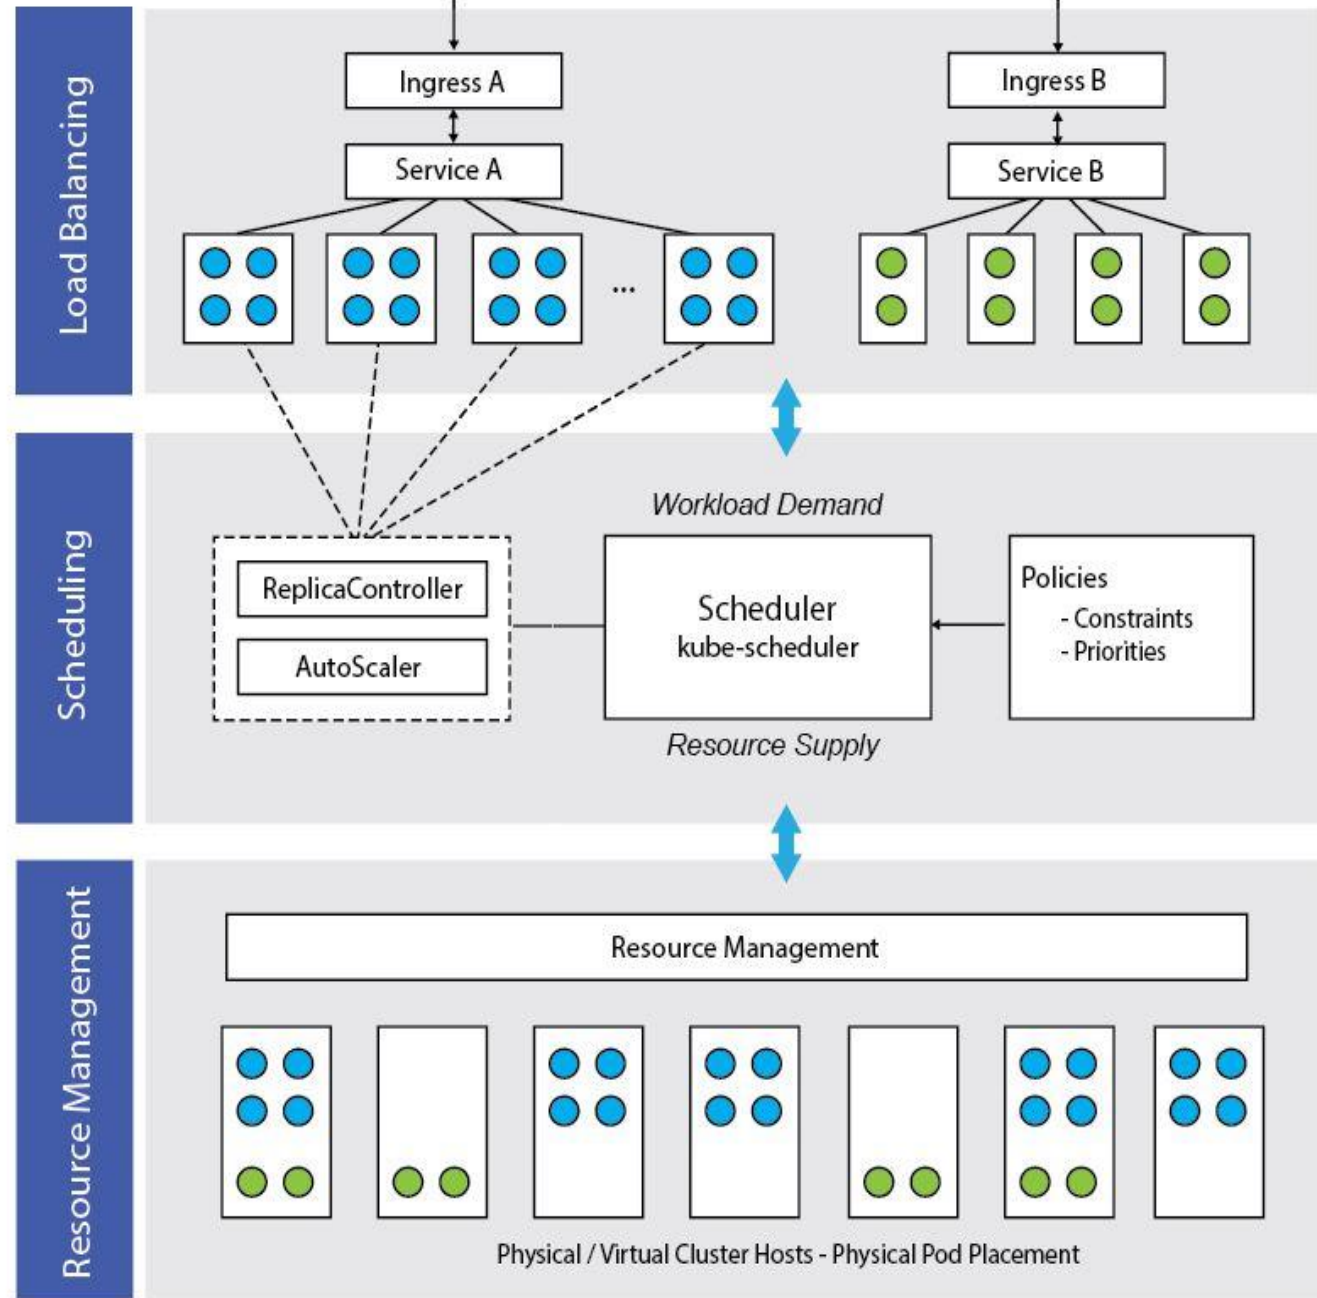 Load Balancing
Ingress A
Ingress B
Service A
Service B
...
Scheduling
Workload Demand
ReplicaController
AutoScaler
Scheduler
kube-scheduler
Policies
- Constraints
- Priorities
Resource Supply
Resource Management
Resource Management
Physical / Virtual Cluster Hosts - Physical Pod Placement